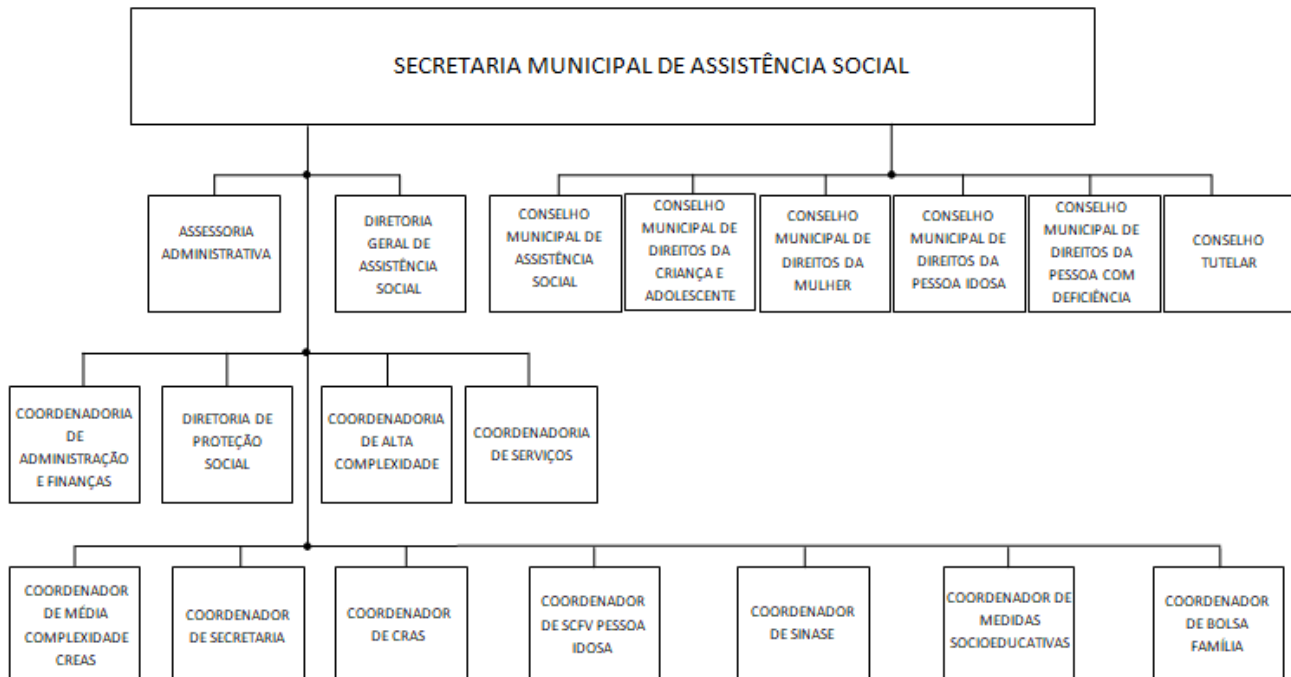 SECRETARIA MUNICIPAL DE ASSISTÊNCIA SOCIAL
ASSESSORIA
ADMINISTRATIVA
DIRETORIA
GERAL DE
ASSISTÊNCIA
SOCIAL
CONSELHO
MUNICIPAL DE
ASSISTÊNCIA
SOCIAL
CONSELHO
MUNICIPAL DE
DIREITOS DA
CRIANÇA E
ADOLESCENTE
CONSELHO
MUNICIPAL DE
DIREITOS DA
MULHER
CONSELHO
MUNICIPAL DE
DIREITOS DA
PESSOA IDOSA
CONSELHO
MUNICIPAL DE
DIREITOS DA
PESSOA COM
DEFICIÊNCIA
CONSELHO
TUTELAR
COORDENADORIA
DE
ADMINISTRAÇÃO
E FINANÇAS
DIRETORIA DE
PROTEÇÃO
SOCIAL
COORDENADORIA
DE ALTA
COMPLEXIDADE
COORDENADORIA
DE SERVIÇOS
COORDENADOR
DE MÉDIA
COMPLEXIDADE
CREAS
COORDENADOR
DE SECRETARIA
COORDENADOR
DE CRAS
COORDENADOR
DE SCFV PESSOA
IDOSA
COORDENADOR
DE SINASE
COORDENADOR DE
MEDIDAS
SOCIOEDUCATIVAS
COORDENADOR
DE BOLSA
FAMÍLIA